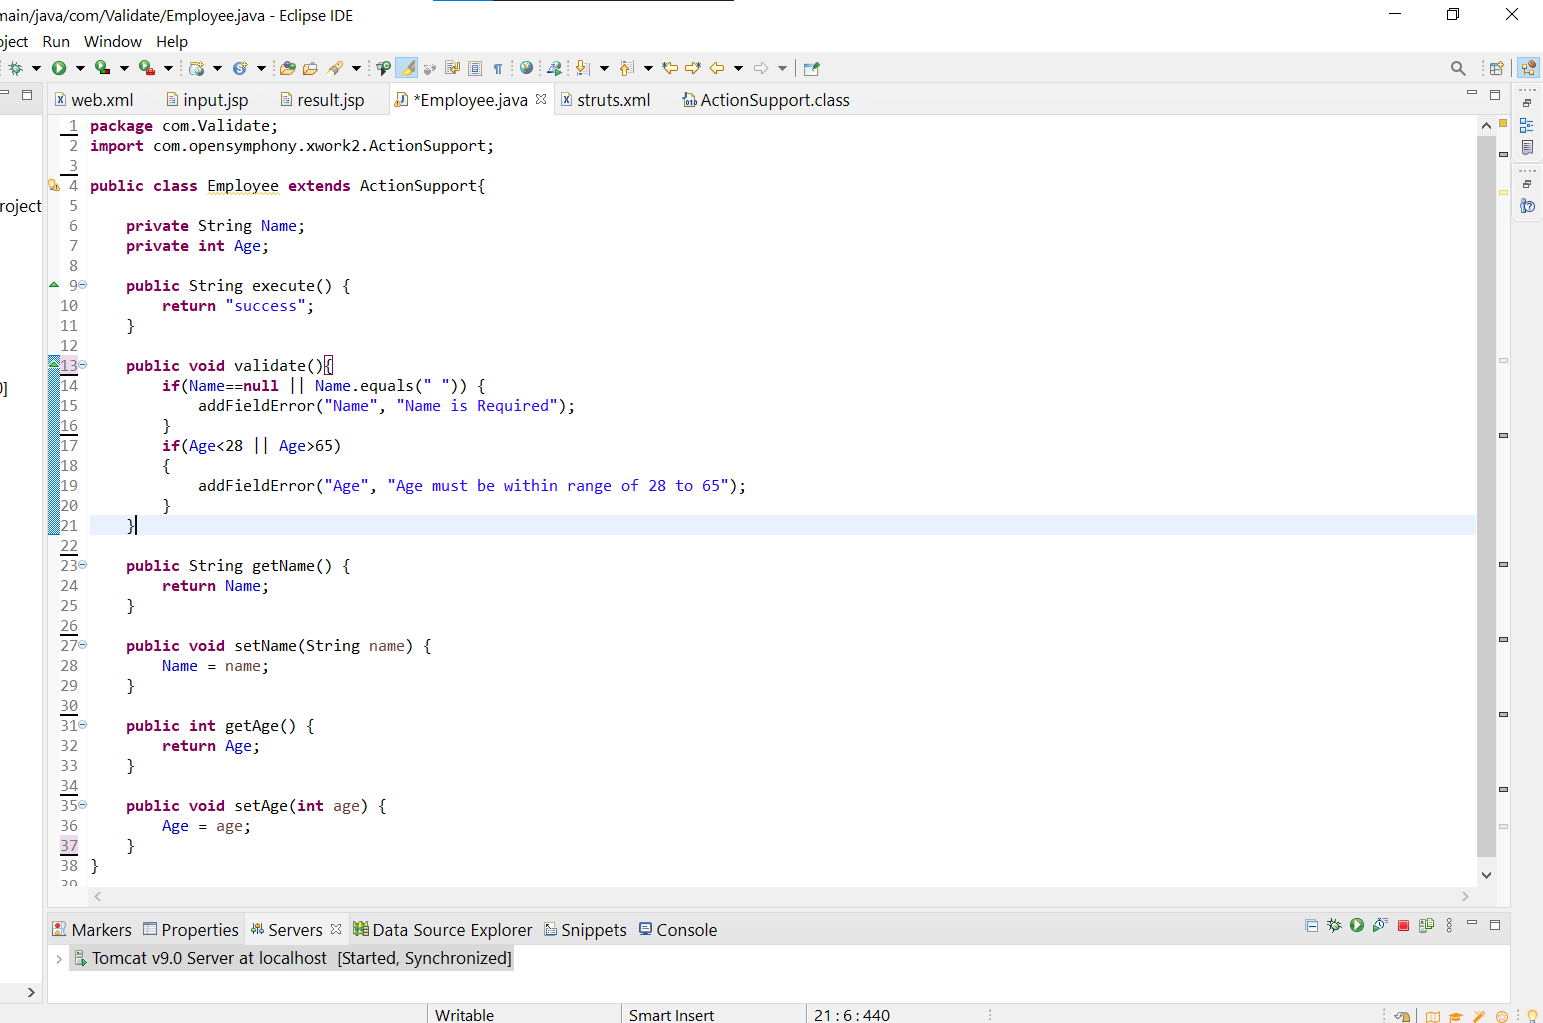 main/java/com/Validate/Employee.java - Eclipse IDE
oject Run Window Help
web.xml input.jsp result.jsp *Employee.java struts.xml ActionSupport.class
1 package com.Validate;
2 import com.opensymphony.xwork2.ActionSupport;
3
4 public class Employee extends ActionSupport{
roject
5
6 private String Name;
7 private int Age;
8
9 public String execute() {
10 return "success";
11 }
12
13 public void validate(){
0]
14 if(Name==null || Name.equals(" ")) {
15 addFieldError("Name", "Name is Required");
16 }
17 if(Age<28 || Age>65)
18 {
19 addFieldError("Age", "Age must be within range of 28 to 65");
20 }
21 }
22
23 public String getName() {
24 return Name;
25 }
26
27 public void setName(String name) {
28 Name = name;
29 }
30
31 public int getAge() {
32 return Age;
33 }
34
35 public void setAge(int age) {
36 Age = age;
37 }
38 }
39
Markers Properties Servers Data Source Explorer Snippets Console
Tomcat v9.0 Server at localhost [Started, Synchronized]
Writable Smart Insert 21 : 6 : 440